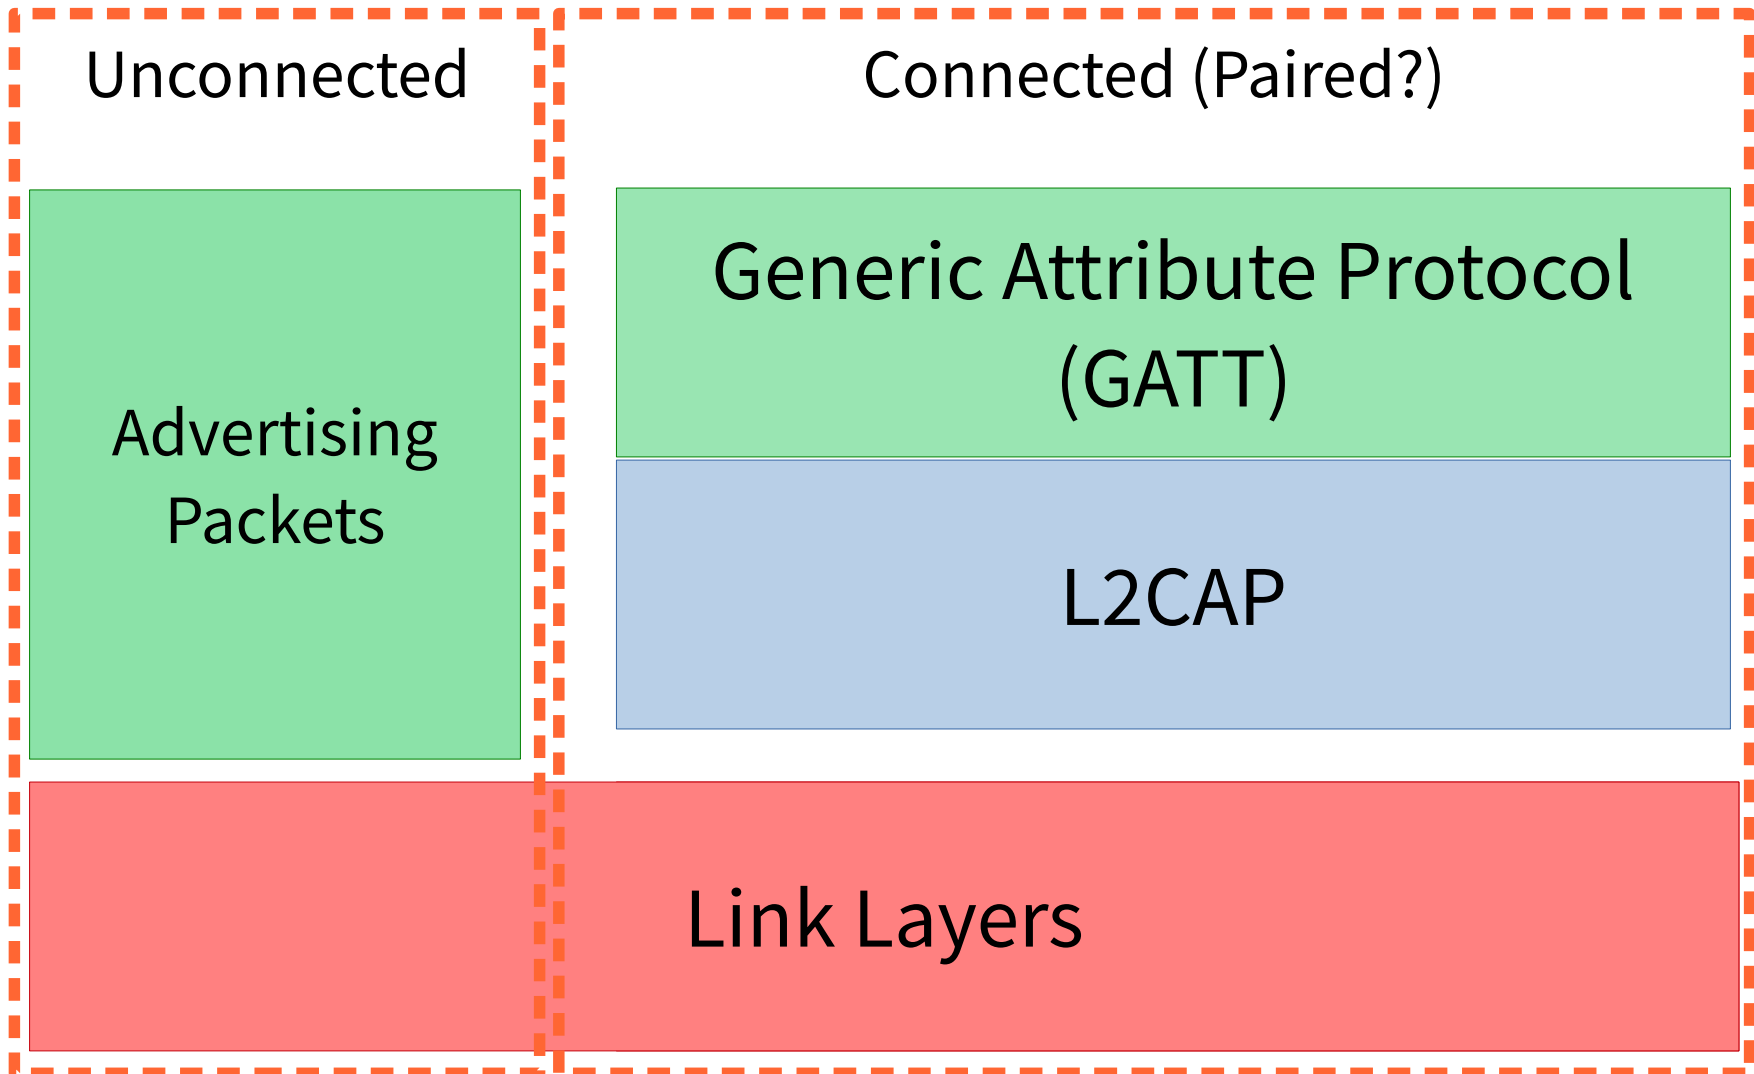 Unconnected
Connected (Paired?)
Advertising
Packets
Generic Attribute Protocol
(GATT)
L2CAP
Link Layers